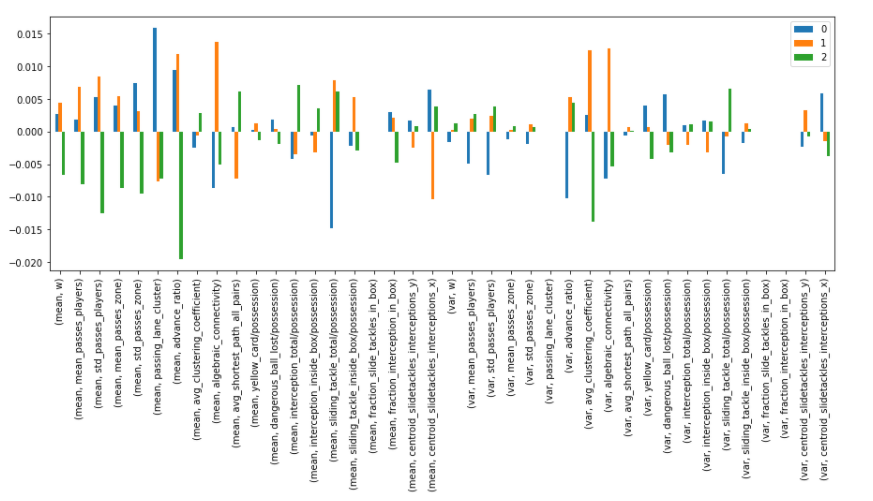 0.015
0.010
0.005
0.000
−0.005
−0.010
−0.015
−0.020
0
1
2
(mean, w)
(mean, mean_passes_players)
(mean, std_passes_players)
(mean, mean_passes_zone)
(mean, std_passes_zone)
(mean, passing_lane_cluster)
(mean, advance_ratio)
(mean, avg_clustering_coefficient)
(mean, algebraic_connectivity)
(mean, avg_shortest_path_all_pairs)
(mean, yellow_card/possession)
(mean, dangerous_ball_lost/possession)
(mean, interception_total/possession)
(mean, interception_inside_box/possession)
(mean, sliding_tackle_total/possession)
(mean, sliding_tackle_inside_box/possession)
(mean, fraction_slide_tackles_in_box)
(mean, fraction_interception_in_box)
(mean, centroid_slidetackles_interceptions_y)
(mean, centroid_slidetackles_interceptions_x)
(var, w)
(var, mean_passes_players)
(var, std_passes_players)
(var, mean_passes_zone)
(var, std_passes_zone)
(var, passing_lane_cluster)
(var, advance_ratio)
(var, avg_clustering_coefficient)
(var, algebraic_connectivity)
(var, avg_shortest_path_all_pairs)
(var, yellow_card/possession)
(var, dangerous_ball_lost/possession)
(var, interception_total/possession)
(var, interception_inside_box/possession)
(var, sliding_tackle_total/possession)
(var, sliding_tackle_inside_box/possession)
(var, fraction_slide_tackles_in_box)
(var, fraction_interception_in_box)
(var, centroid_slidetackles_interceptions_y)
(var, centroid_slidetackles_interceptions_x)